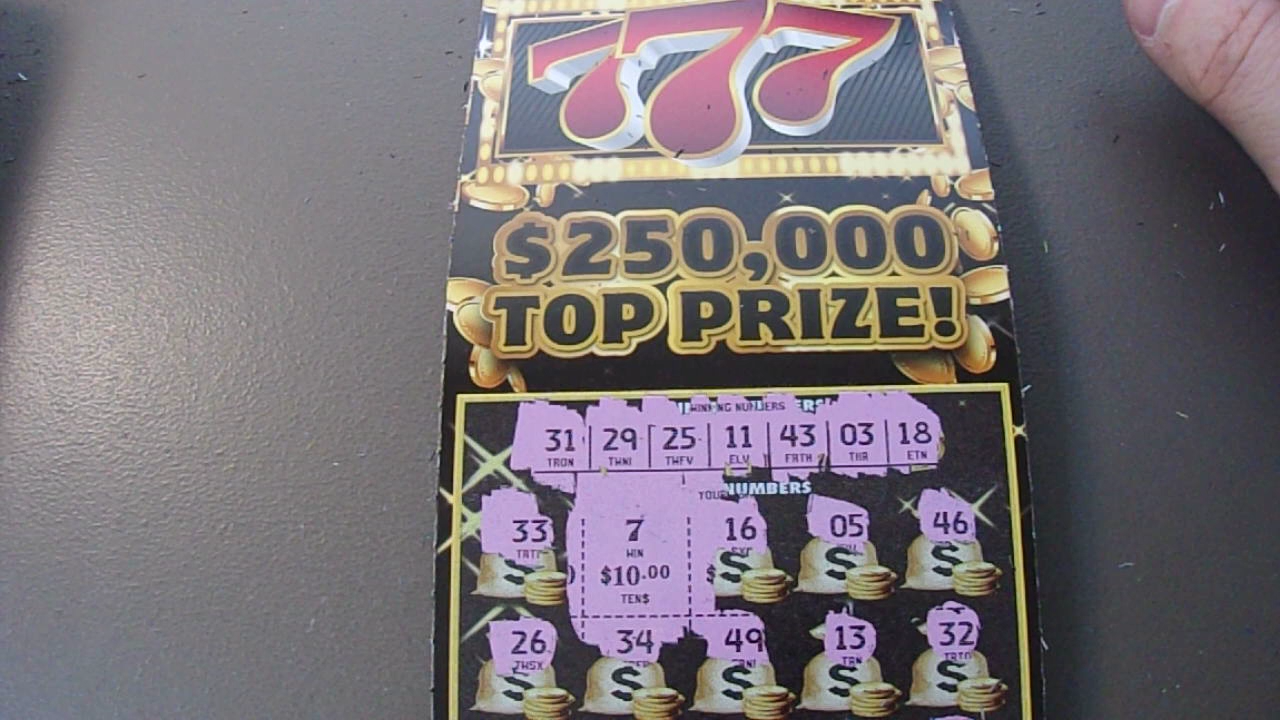 777
$250,000
TOP PRIZE!
WINNING NUMBERS
31 29 25 11 43 03 18
TRON TWNI TWFV ELV FRTH THR ETN
YOUR NUMBERS
33 7 16 05 46
WIN
$10.00
TEN$
26 34 49 13 32
TWSX TRN TRTO